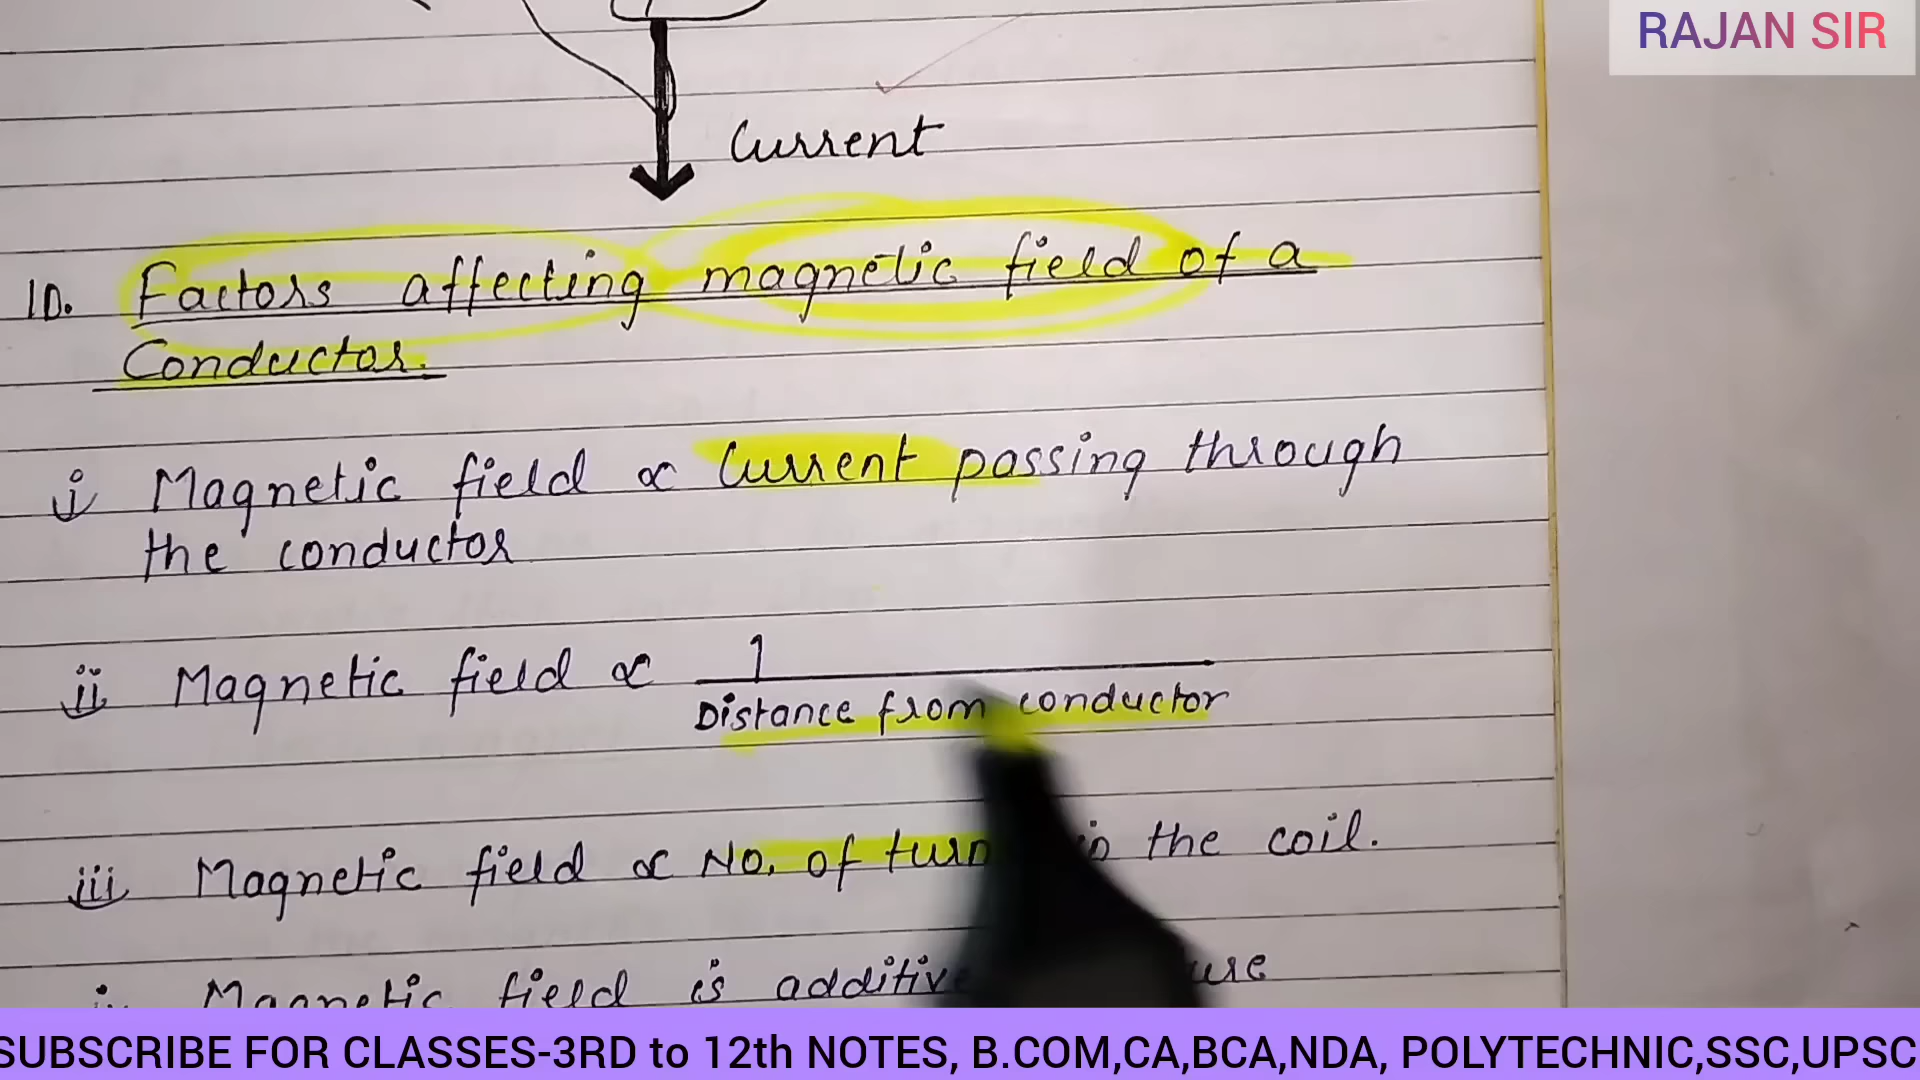 RAJAN SIR
Current
10. Factors affecting magnetic field of a
Conductor.
i Magnetic field ∝ Current passing through
the conductor
ii Magnetic field ∝ 1
Distance from conductor
iii Magnetic field ∝ No. of turn in the coil.
Magnetic field is additive
SUBSCRIBE FOR CLASSES-3RD to 12th NOTES, B.COM,CA,BCA,NDA, POLYTECHNIC,SSC,UPSC